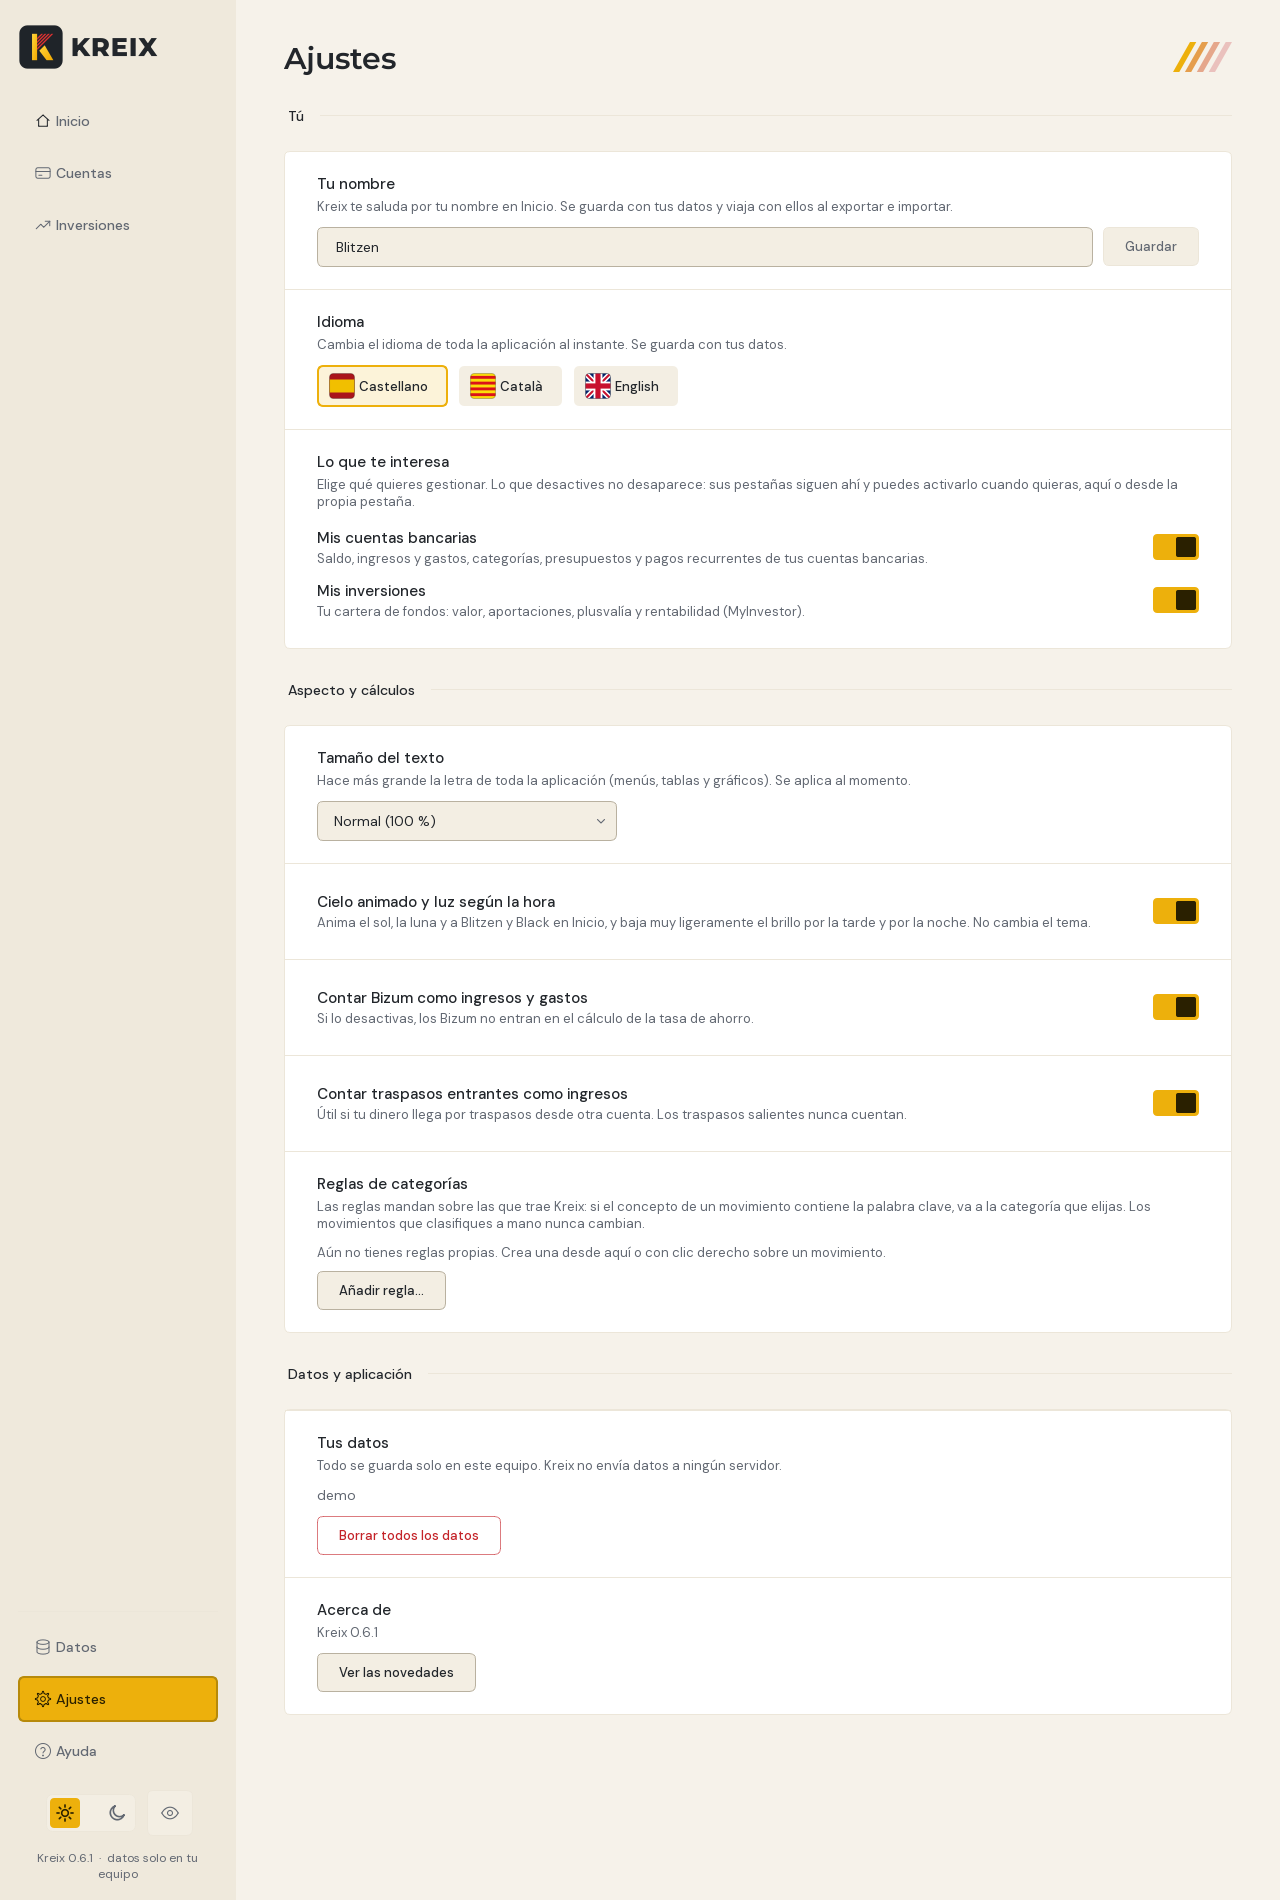 KREIX
Inicio
Cuentas
Inversiones
Datos
Ajustes
Ayuda
Kreix 0.6.1 · datos solo en tu
equipo
Ajustes
Tú
Tu nombre
Kreix te saluda por tu nombre en Inicio. Se guarda con tus datos y viaja con ellos al exportar e importar.
Blitzen
Guardar
Idioma
Cambia el idioma de toda la aplicación al instante. Se guarda con tus datos.
Castellano
Català
English
Lo que te interesa
Elige qué quieres gestionar. Lo que desactives no desaparece: sus pestañas siguen ahí y puedes activarlo cuando quieras, aquí o desde la
propia pestaña.
Mis cuentas bancarias
Saldo, ingresos y gastos, categorías, presupuestos y pagos recurrentes de tus cuentas bancarias.
Mis inversiones
Tu cartera de fondos: valor, aportaciones, plusvalía y rentabilidad (MyInvestor).
Aspecto y cálculos
Tamaño del texto
Hace más grande la letra de toda la aplicación (menús, tablas y gráficos). Se aplica al momento.
Normal (100 %)
Cielo animado y luz según la hora
Anima el sol, la luna y a Blitzen y Black en Inicio, y baja muy ligeramente el brillo por la tarde y por la noche. No cambia el tema.
Contar Bizum como ingresos y gastos
Si lo desactivas, los Bizum no entran en el cálculo de la tasa de ahorro.
Contar traspasos entrantes como ingresos
Útil si tu dinero llega por traspasos desde otra cuenta. Los traspasos salientes nunca cuentan.
Reglas de categorías
Las reglas mandan sobre las que trae Kreix: si el concepto de un movimiento contiene la palabra clave, va a la categoría que elijas. Los
movimientos que clasifiques a mano nunca cambian.
Aún no tienes reglas propias. Crea una desde aquí o con clic derecho sobre un movimiento.
Añadir regla...
Datos y aplicación
Tus datos
Todo se guarda solo en este equipo. Kreix no envía datos a ningún servidor.
demo
Borrar todos los datos
Acerca de
Kreix 0.6.1
Ver las novedades